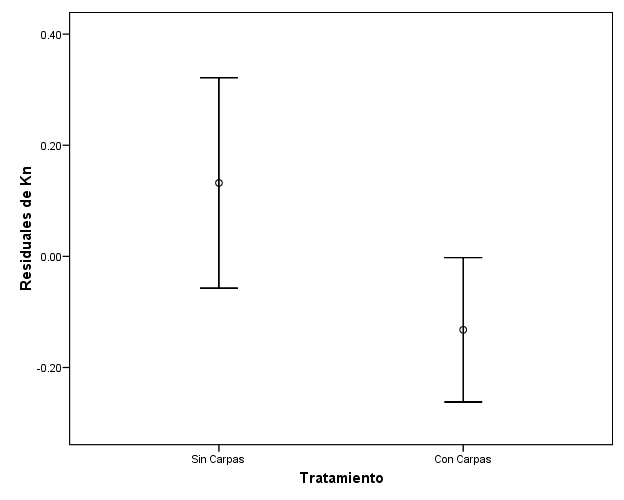 Residuales de Kn
0.40
0.20
0.00
-0.20
Sin Carpas
Con Carpas
Tratamiento